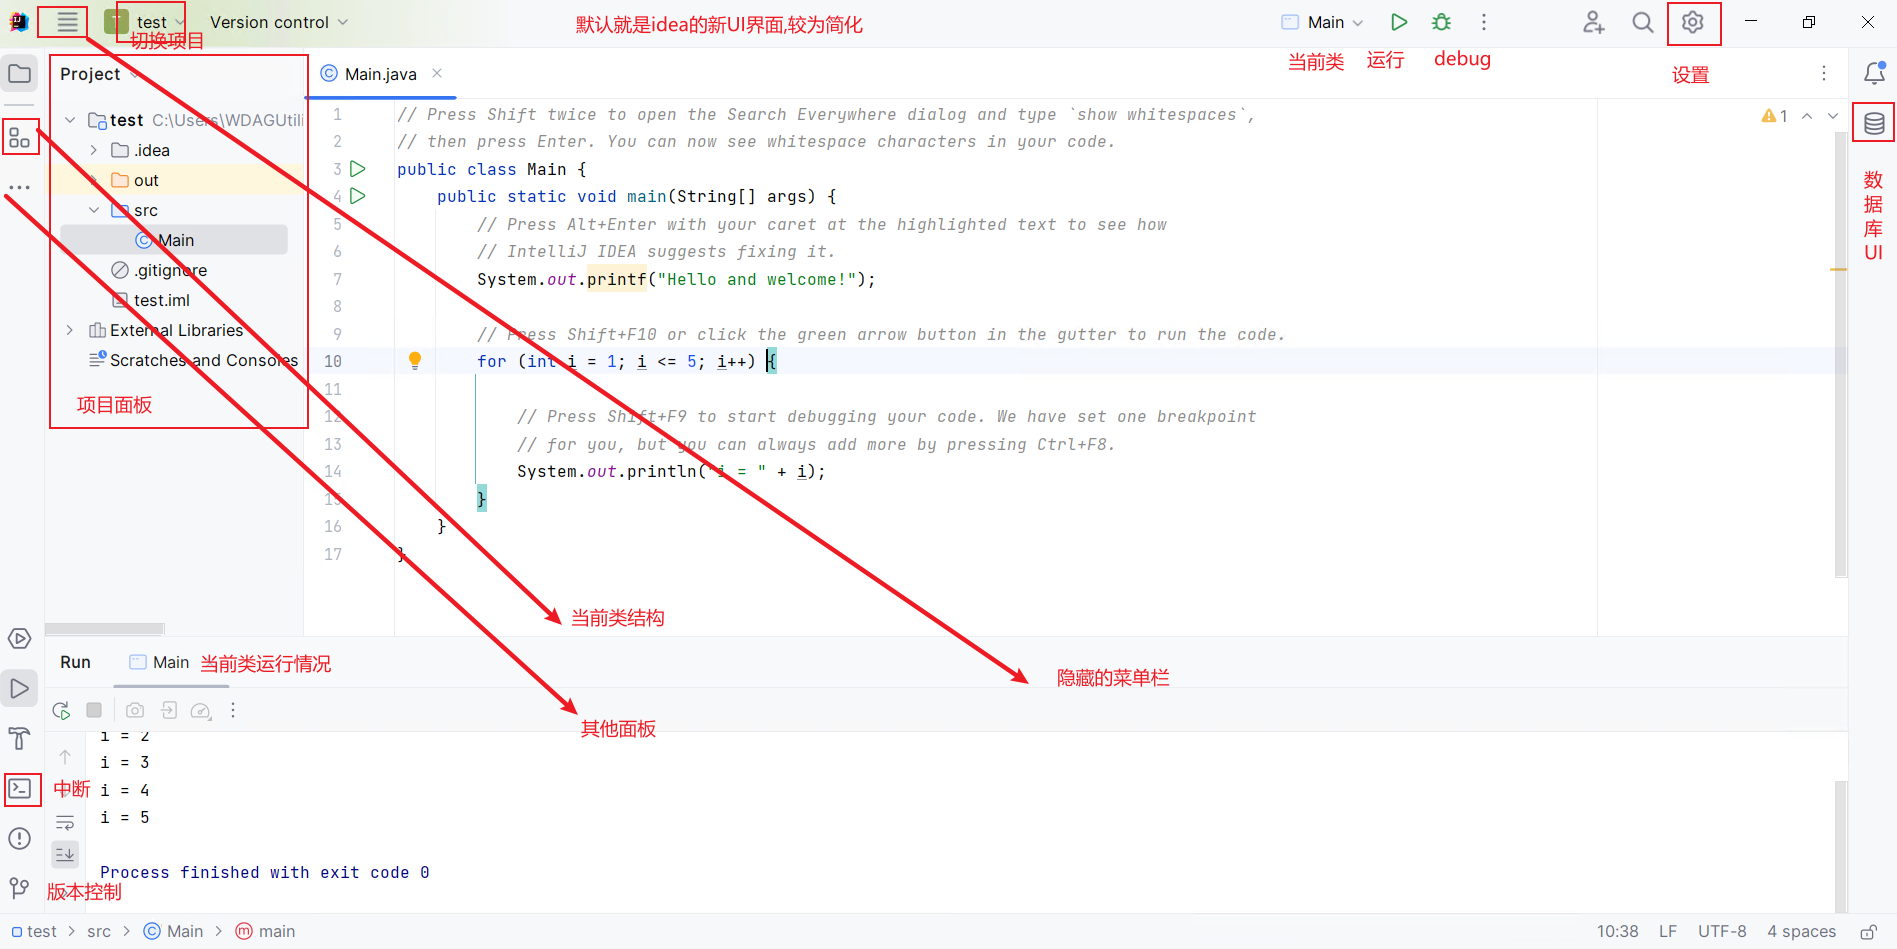 test
Version control
默认就是idea的新UI界面,较为简化
Main
切换项目
当前类
运行
debug
设置
Project
Main.java
test C:\Users\WDAGUtili
.idea
out
src
Main
.gitignore
test.iml
External Libraries
Scratches and Consoles
项目面板
1 // Press Shift twice to open the Search Everywhere dialog and type `show whitespaces`,
2 // then press Enter. You can now see whitespace characters in your code.
3 public class Main {
4 public static void main(String[] args) {
5 // Press Alt+Enter with your caret at the highlighted text to see how
6 // IntelliJ IDEA suggests fixing it.
7 System.out.printf("Hello and welcome!");
8
9 // Press Shift+F10 or click the green arrow button in the gutter to run the code.
10 for (int i = 1; i <= 5; i++) {
11
12 // Press Shift+F9 to start debugging your code. We have set one breakpoint
13 // for you, but you can always add more by pressing Ctrl+F8.
14 System.out.println("i = " + i);
15 }
16 }
17 }
1
数
据
库
UI
当前类结构
隐藏的菜单栏
其他面板
Run
Main
当前类运行情况
i = 2
i = 3
i = 4
i = 5
Process finished with exit code 0
中断
版本控制
test > src > Main > main
10:38 LF UTF-8 4 spaces